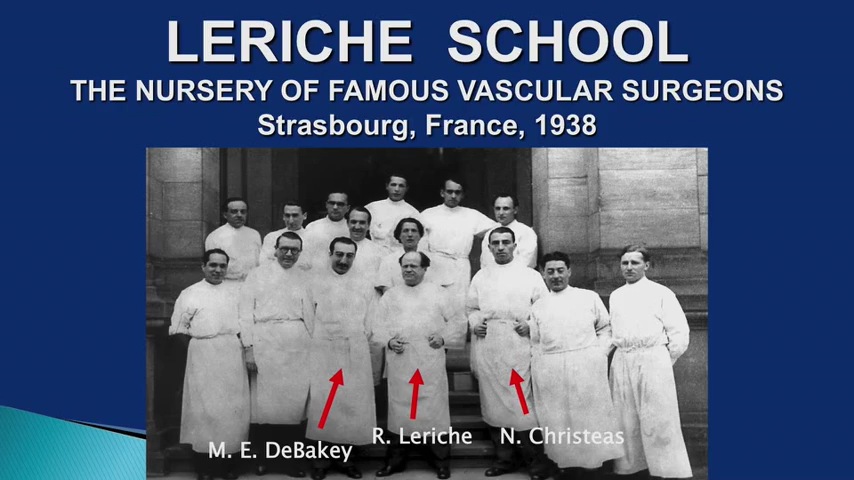 LERICHE SCHOOL
THE NURSERY OF FAMOUS VASCULAR SURGEONS
Strasbourg, France, 1938
M. E. DeBakey
R. Leriche
N. Christeas